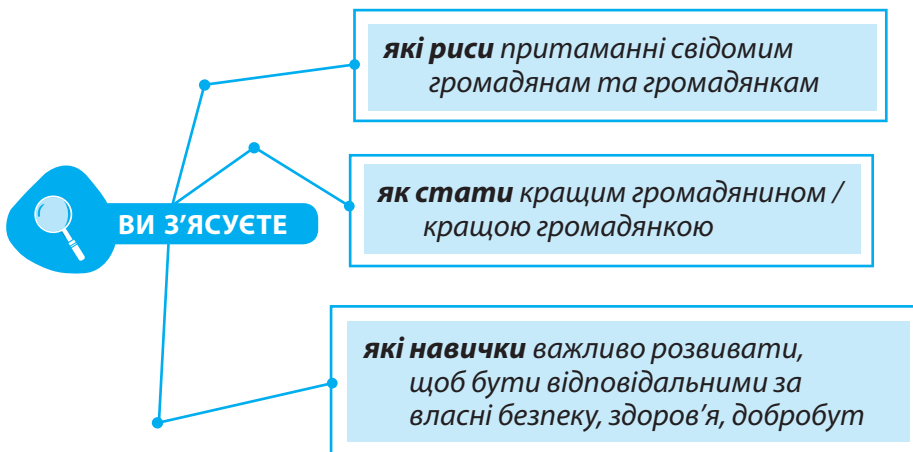 які риси притаманні свідомим
громадянам та громадянкам
як стати кращим громадянином /
кращою громадянкою
ВИ З’ЯСУЄТЕ
які навички важливо розвивати,
щоб бути відповідальними за
власні безпеку, здоров’я, добробут